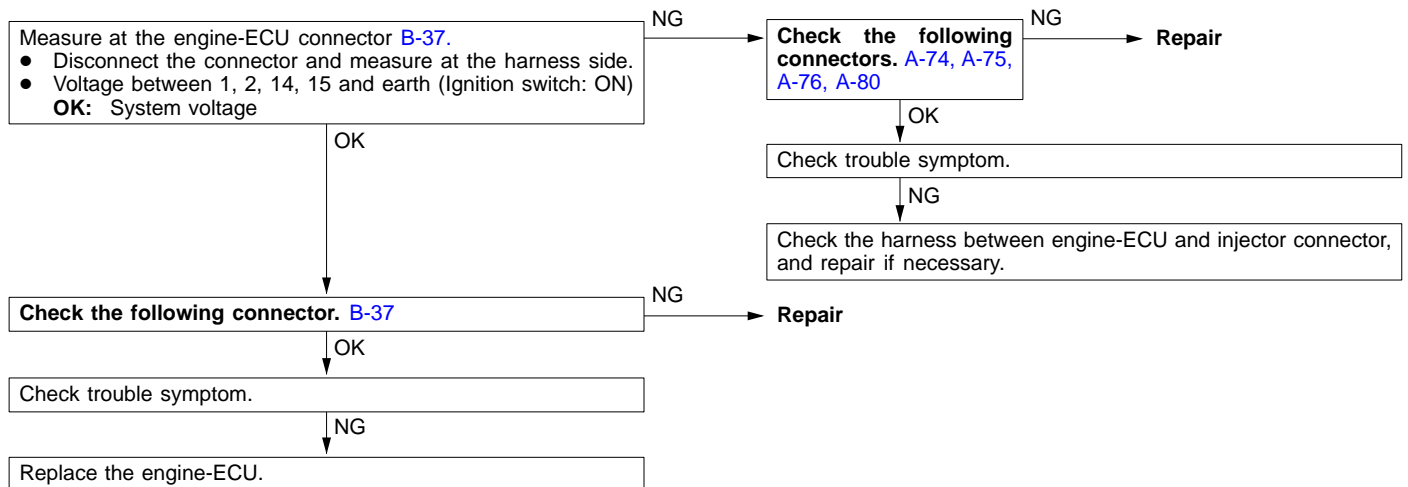 Measure at the engine-ECU connector B-37.
● Disconnect the connector and measure at the harness side.
● Voltage between 1, 2, 14, 15 and earth (Ignition switch: ON)
OK: System voltage
NG
Check the following
connectors. A-74, A-75,
A-76, A-80
NG
Repair
OK
Check trouble symptom.
NG
Check the harness between engine-ECU and injector connector,
and repair if necessary.
OK
Check the following connector. B-37
NG
Repair
OK
Check trouble symptom.
NG
Replace the engine-ECU.